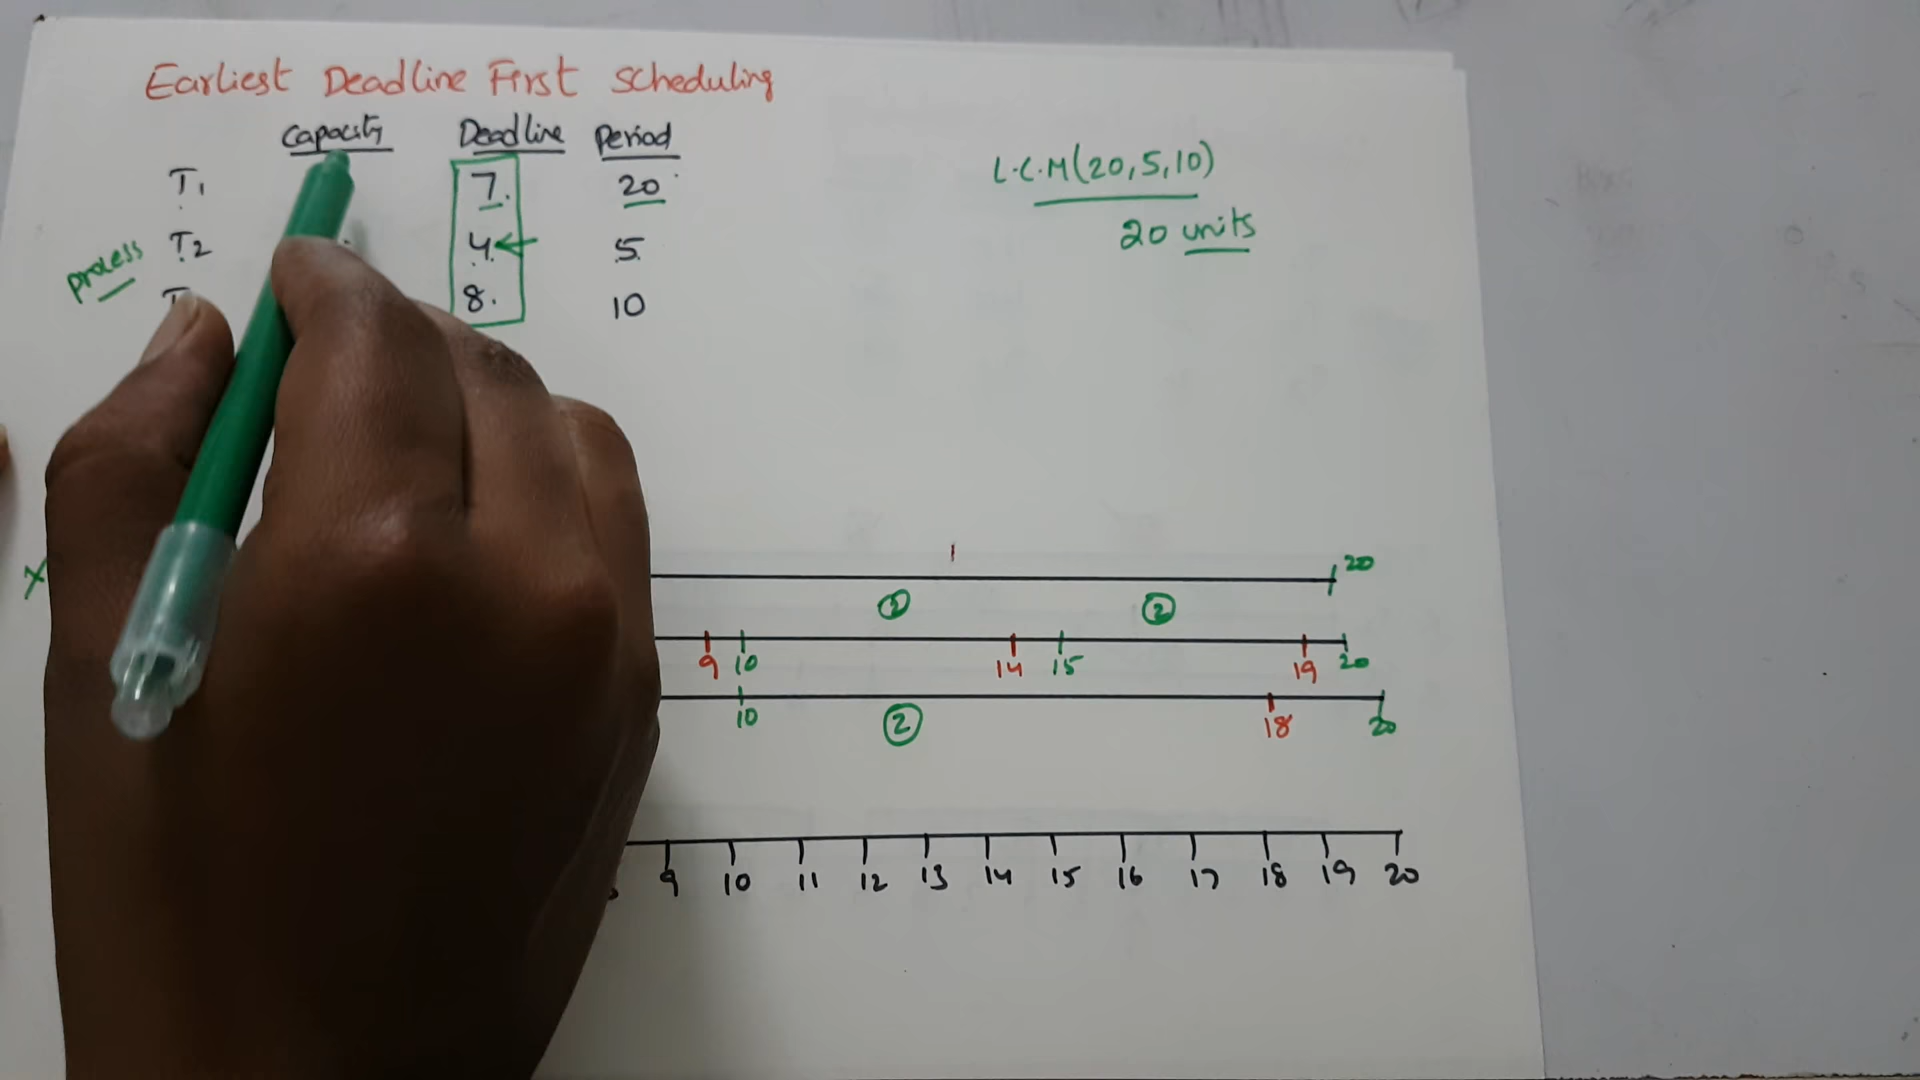 Earliest Deadline First Scheduling
Capacity Deadline Period
T1 7. 20
process T2 4. 5
T 8. 10
L.C.M(20,5,10)
20 units
20
2 2
9 10 14 15 19 20
10 2 18 20
9 10 11 12 13 14 15 16 17 18 19 20